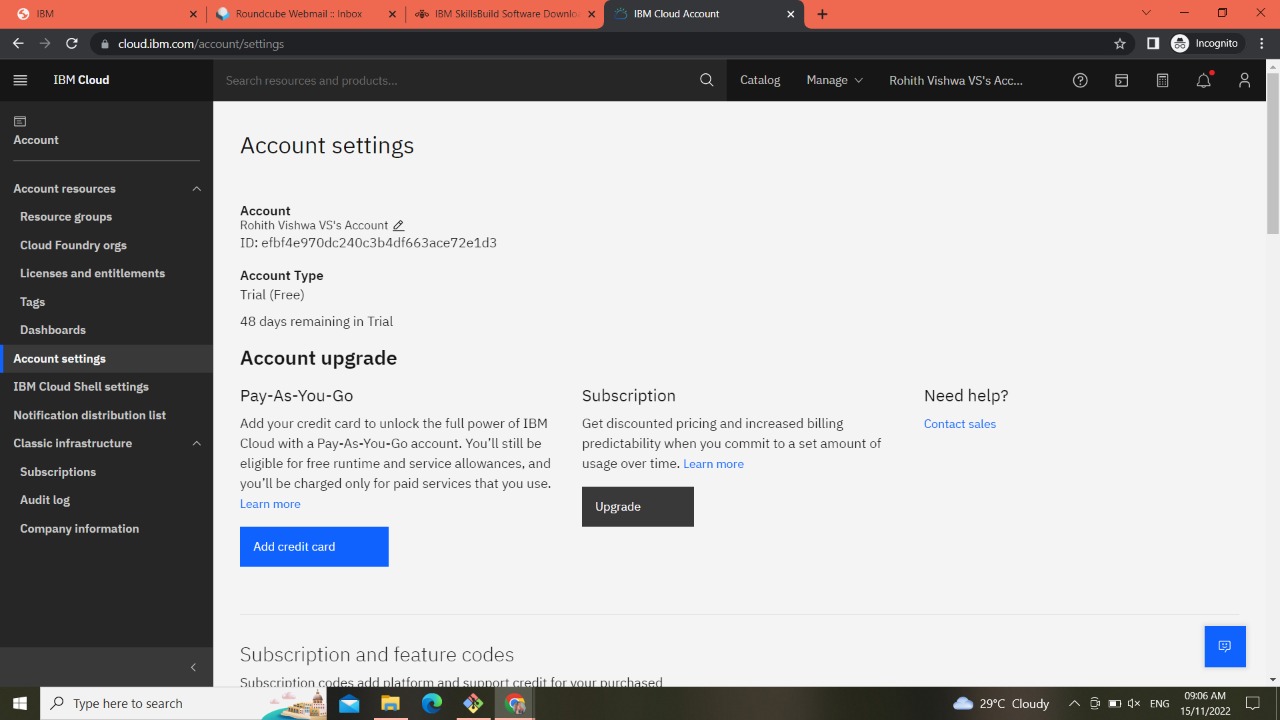 IBM
Roundcube Webmail :: Inbox
IBM SkillsBuild Software Downlo
IBM Cloud Account
cloud.ibm.com/account/settings
Incognito
IBM Cloud
Search resources and products...
Catalog
Manage
Rohith Vishwa VS's Acc...
Account
Account resources
Resource groups
Cloud Foundry orgs
Licenses and entitlements
Tags
Dashboards
Account settings
IBM Cloud Shell settings
Notification distribution list
Classic infrastructure
Subscriptions
Audit log
Company information
Account settings
Account
Rohith Vishwa VS's Account
ID: efbf4e970dc240c3b4df663ace72e1d3
Account Type
Trial (Free)
48 days remaining in Trial
Account upgrade
Pay-As-You-Go
Add your credit card to unlock the full power of IBM
Cloud with a Pay-As-You-Go account. You’ll still be
eligible for free runtime and service allowances, and
you’ll be charged only for paid services that you use.
Learn more
Add credit card
Subscription
Get discounted pricing and increased billing
predictability when you commit to a set amount of
usage over time. Learn more
Upgrade
Need help?
Contact sales
Subscription and feature codes
Subscription codes add platform and support credit for your purchased
Type here to search
29°C Cloudy
ENG
09:06 AM
15/11/2022